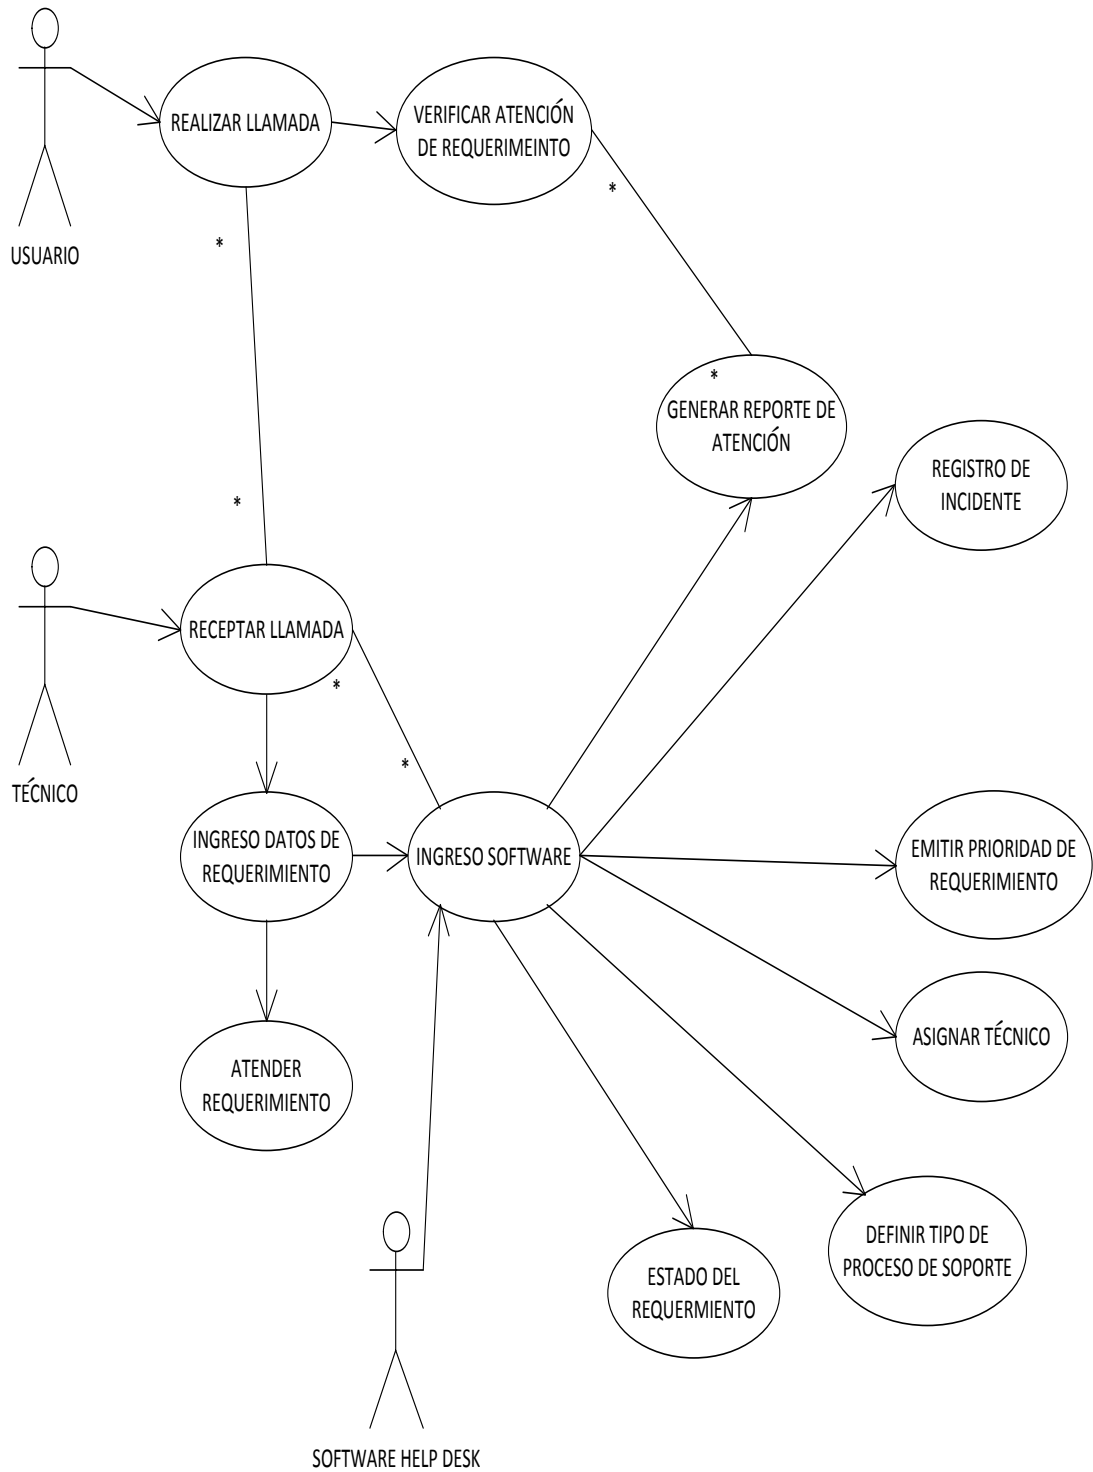 REALIZAR LLAMADA
VERIFICAR ATENCIÓN
DE REQUERIMEINTO
*
*
USUARIO
*
GENERAR REPORTE DE
ATENCIÓN
REGISTRO DE
INCIDENTE
*
RECEPTAR LLAMADA
*
*
TÉCNICO
INGRESO DATOS DE
REQUERIMIENTO
INGRESO SOFTWARE
EMITIR PRIORIDAD DE
REQUERIMIENTO
ASIGNAR TÉCNICO
ATENDER
REQUERIMIENTO
DEFINIR TIPO DE
PROCESO DE SOPORTE
ESTADO DEL
REQUERMIENTO
SOFTWARE HELP DESK